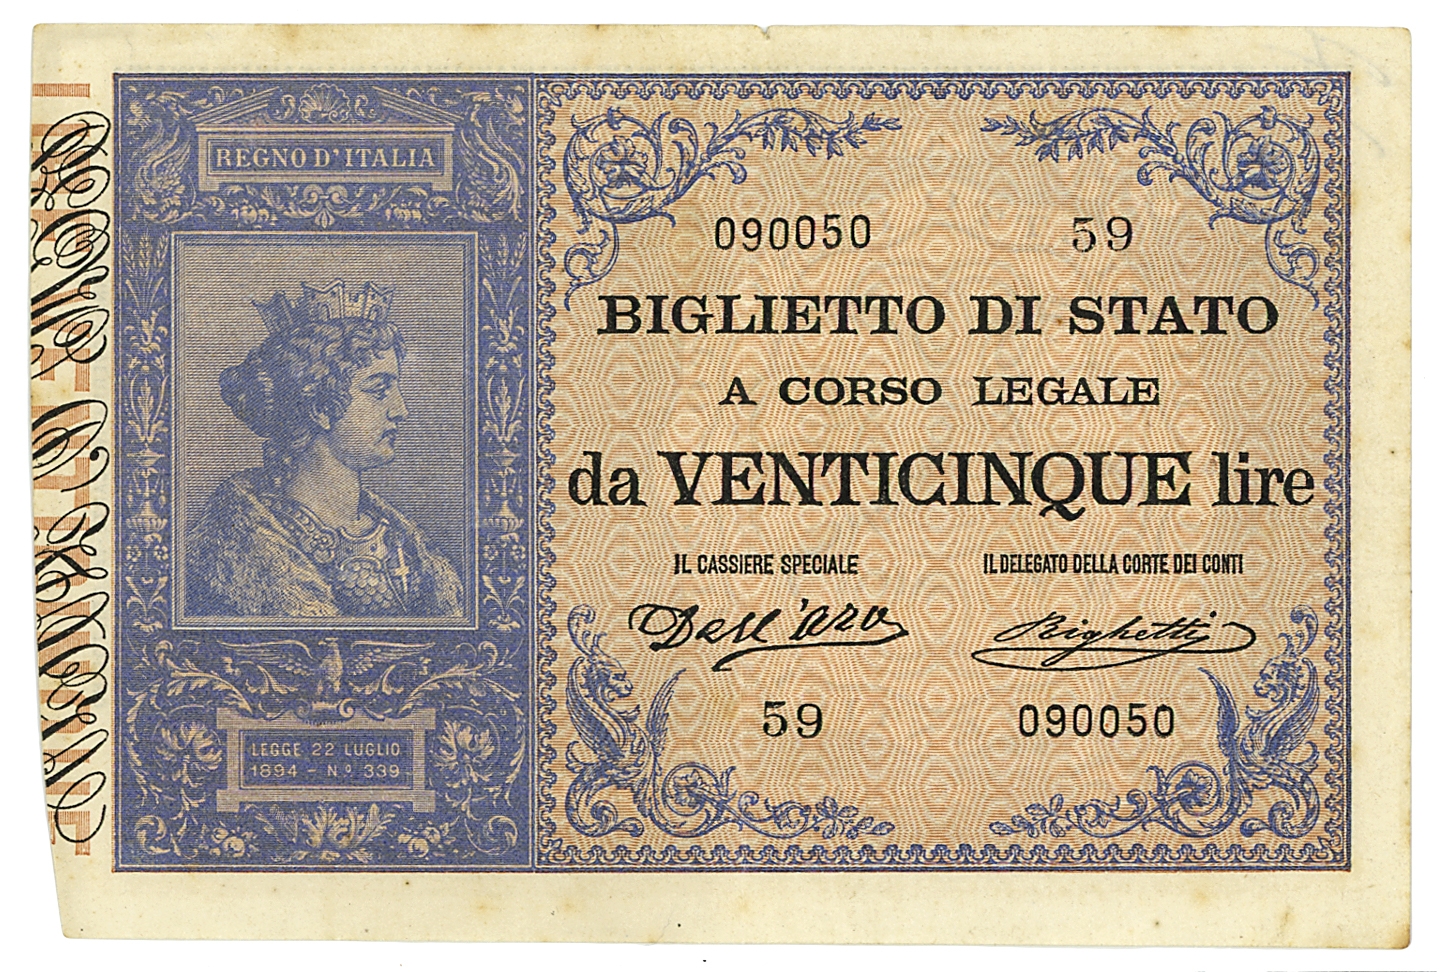 REGNO D'ITALIA
LEGGE 22 LUGLIO
1894 - Nº 339
090050 59
BIGLIETTO DI STATO
A CORSO LEGALE
da VENTICINQUE lire
IL CASSIERE SPECIALE IL DELEGATO DELLA CORTE DEI CONTI
Dell'Ara Righetti
59 090050